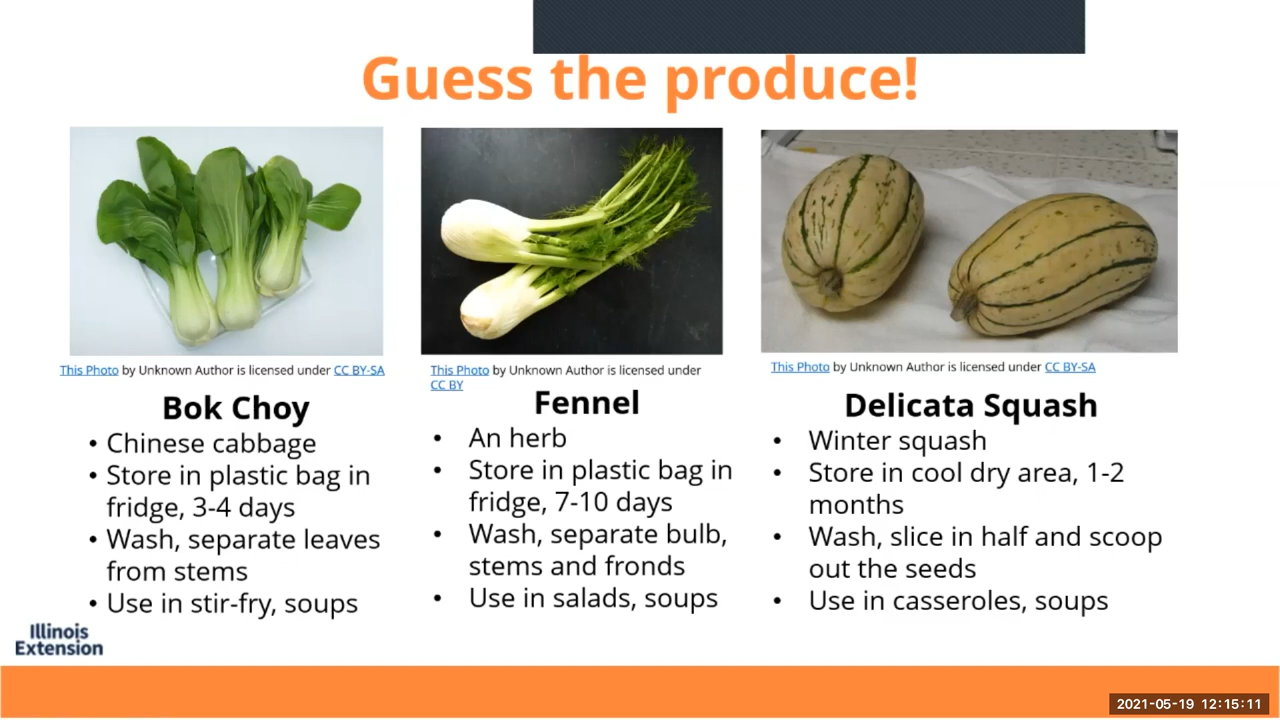 Guess the produce!
This Photo by Unknown Author is licensed under CC BY-SA
Bok Choy
• Chinese cabbage
• Store in plastic bag in
fridge, 3-4 days
• Wash, separate leaves
from stems
• Use in stir-fry, soups
This Photo by Unknown Author is licensed under
CC BY
Fennel
• An herb
• Store in plastic bag in
fridge, 7-10 days
• Wash, separate bulb,
stems and fronds
• Use in salads, soups
This Photo by Unknown Author is licensed under CC BY-SA
Delicata Squash
• Winter squash
• Store in cool dry area, 1-2
months
• Wash, slice in half and scoop
out the seeds
• Use in casseroles, soups
Illinois
Extension
2021-05-19 12:15:11